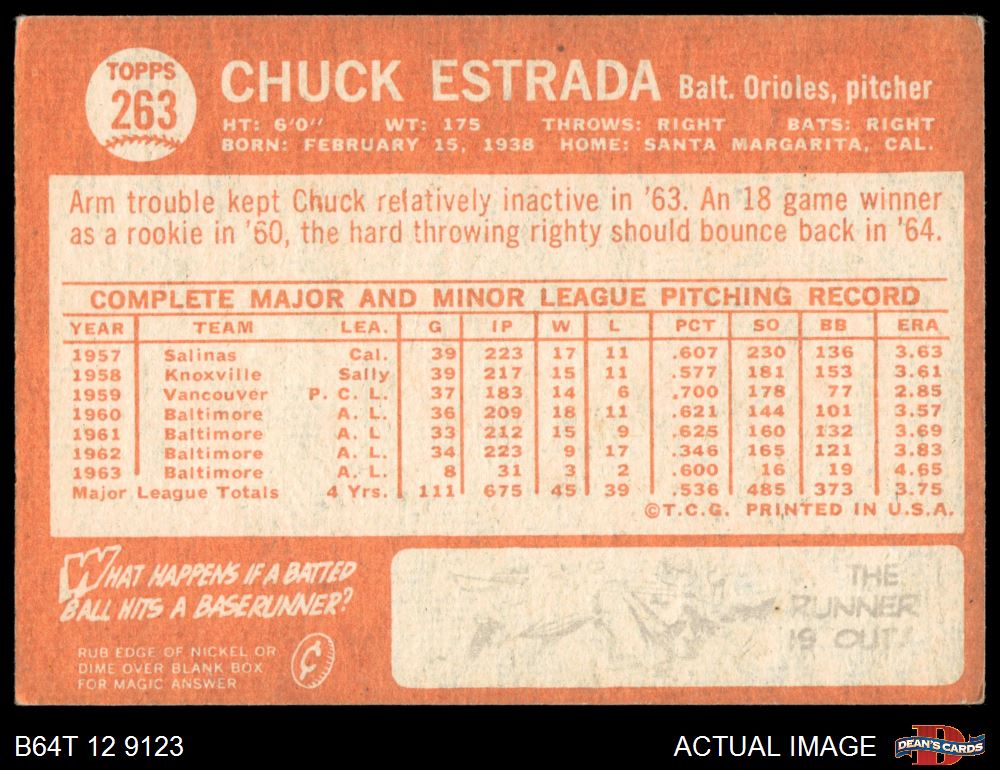 TOPPS
263
CHUCK ESTRADA Balt. Orioles, pitcher
HT: 6'0" WT: 175 THROWS: RIGHT BATS: RIGHT
BORN: FEBRUARY 15, 1938 HOME: SANTA MARGARITA, CAL.
Arm trouble kept Chuck relatively inactive in '63. An 18 game winner
as a rookie in '60, the hard throwing righty should bounce back in '64.
COMPLETE MAJOR AND MINOR LEAGUE PITCHING RECORD
YEAR TEAM LEA. G IP W L PCT SO BB ERA
1957 Salinas Cal. 39 223 17 11 .607 230 136 3.63
1958 Knoxville Sally 39 217 15 11 .577 181 153 3.61
1959 Vancouver P. C. L. 37 183 14 6 .700 178 77 2.85
1960 Baltimore A. L. 36 209 18 11 .621 144 101 3.57
1961 Baltimore A. L 33 212 15 9 .625 160 132 3.69
1962 Baltimore A. L. 34 223 9 17 .346 165 121 3.83
1963 Baltimore A. L. 8 31 3 2 .600 16 19 4.65
Major League Totals 4 Yrs. 111 675 45 39 .536 485 373 3.75
©T.C.G. PRINTED IN U.S.A.
WHAT HAPPENS IF A BATTED
BALL HITS A BASERUNNER?
RUB EDGE OF NICKEL OR
DIME OVER BLANK BOX
FOR MAGIC ANSWER
¢
THE
RUNNER
IS OUT!
B64T 12 9123
ACTUAL IMAGE
DEAN'S CARDS